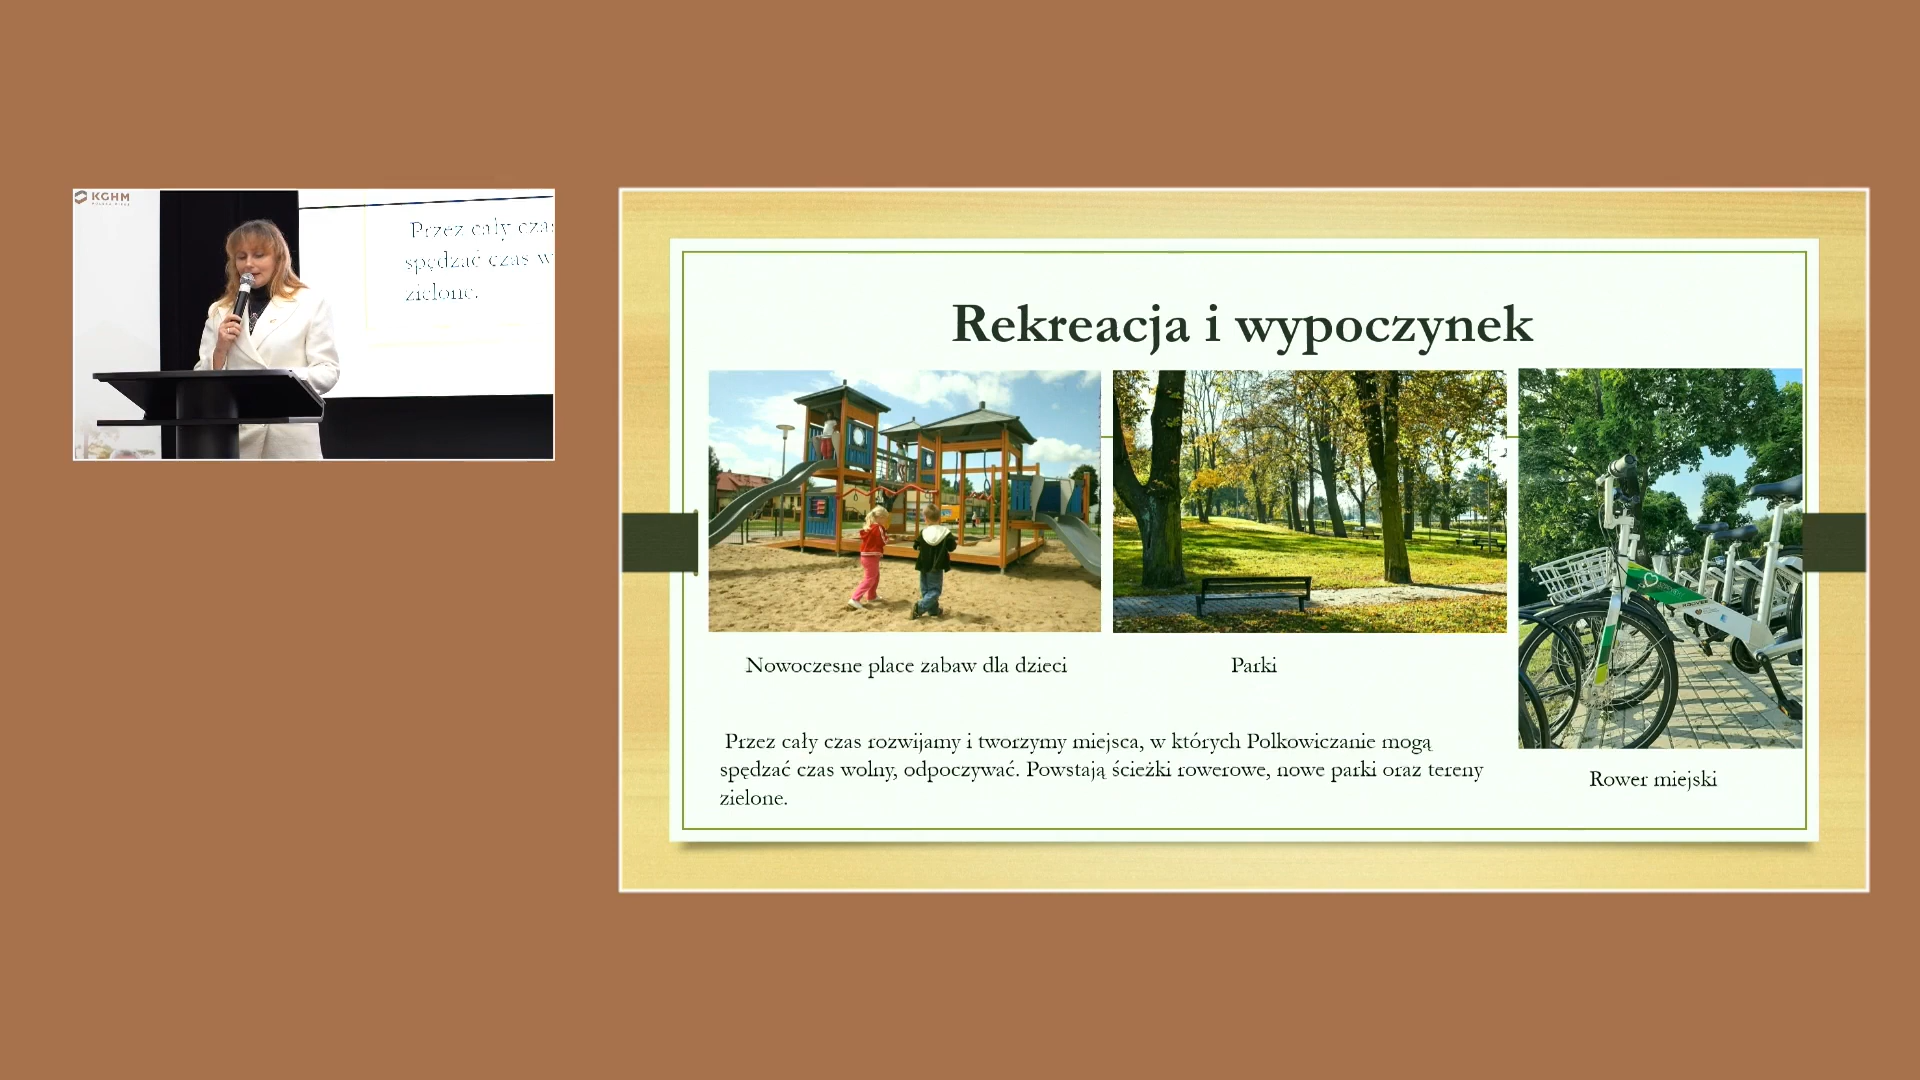 KGHM
Przez cały czas
spędzać czas w
zielone.
Rekreacja i wypoczynek
Nowoczesne place zabaw dla dzieci
Parki
Przez cały czas rozwijamy i tworzymy miejsca, w których Polkowiczanie mogą
spędzać czas wolny, odpoczywać. Powstają ścieżki rowerowe, nowe parki oraz tereny
zielone.
Rower miejski